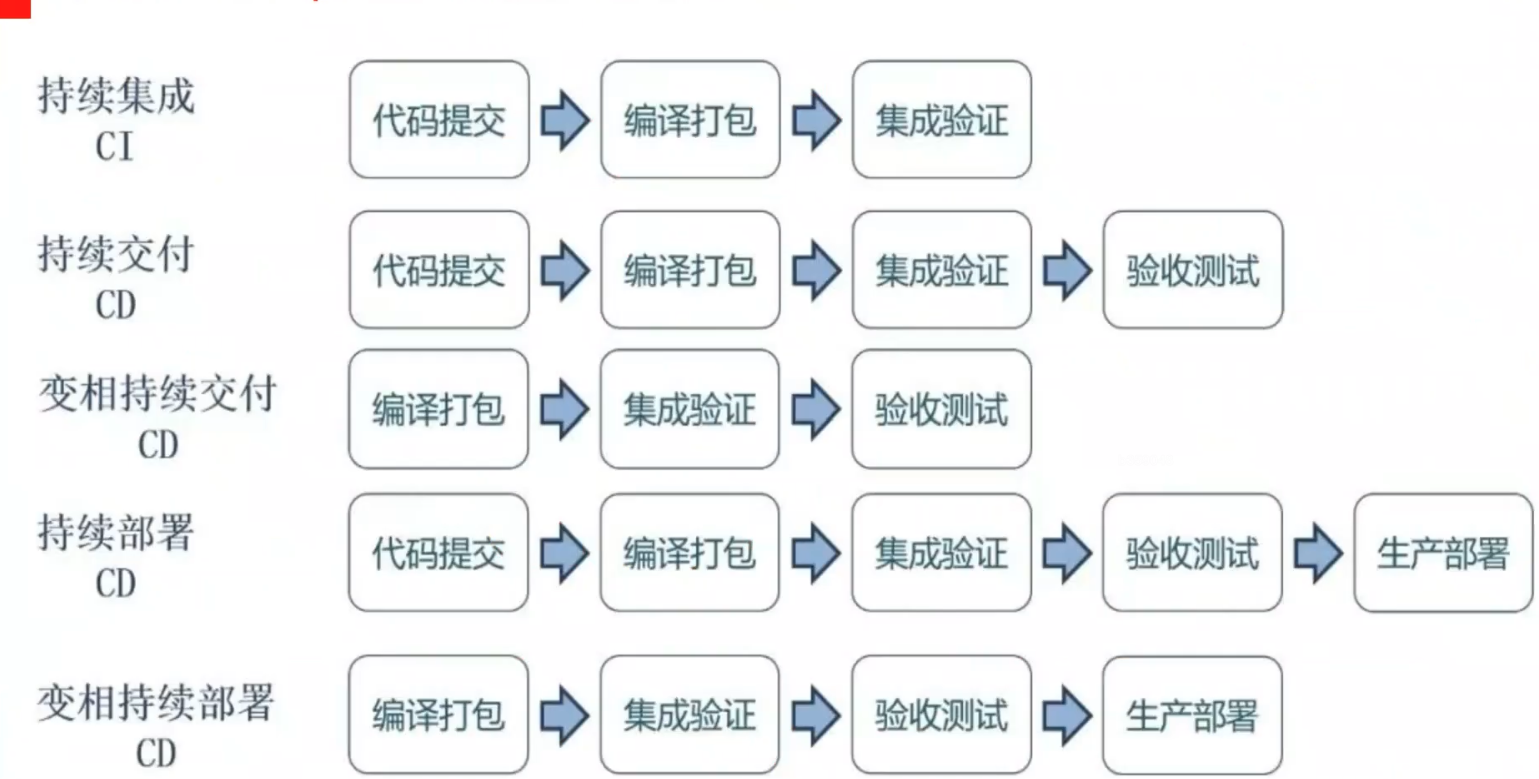 持续集成
CI
代码提交 编译打包 集成验证
持续交付
CD
代码提交 编译打包 集成验证 验收测试
变相持续交付
CD
编译打包 集成验证 验收测试
持续部署
CD
代码提交 编译打包 集成验证 验收测试 生产部署
变相持续部署
CD
编译打包 集成验证 验收测试 生产部署